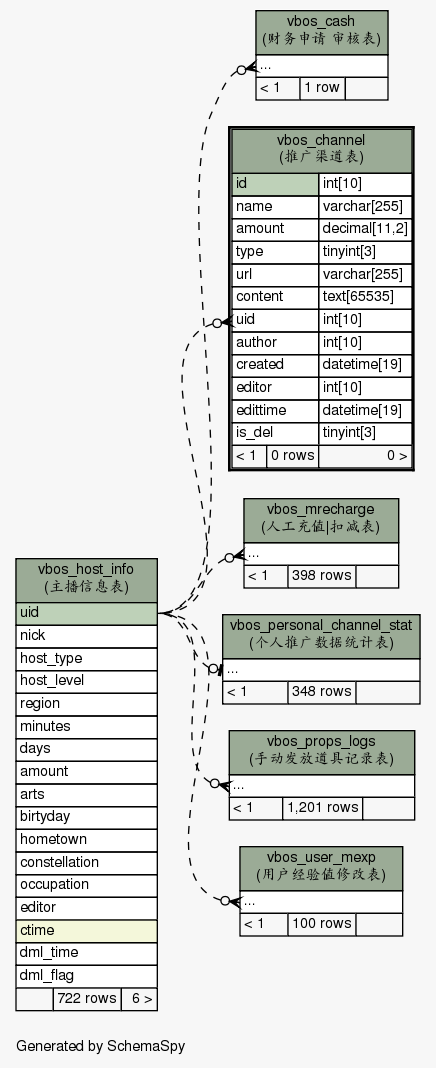 vbos_cash
(财务申请 审核表)
...
< 1 1 row
vbos_channel
(推广渠道表)
id int[10]
name varchar[255]
amount decimal[11,2]
type tinyint[3]
url varchar[255]
content text[65535]
uid int[10]
author int[10]
created datetime[19]
editor int[10]
edittime datetime[19]
is_del tinyint[3]
< 1 0 rows 0 >
vbos_mrecharge
(人工充值|扣减表)
...
< 1 398 rows
vbos_personal_channel_stat
(个人推广数据统计表)
...
< 1 348 rows
vbos_props_logs
(手动发放道具记录表)
...
< 1 1,201 rows
vbos_user_mexp
(用户经验值修改表)
...
< 1 100 rows
vbos_host_info
(主播信息表)
uid
nick
host_type
host_level
region
minutes
days
amount
arts
birtyday
hometown
constellation
occupation
editor
ctime
dml_time
dml_flag
722 rows 6 >
Generated by SchemaSpy